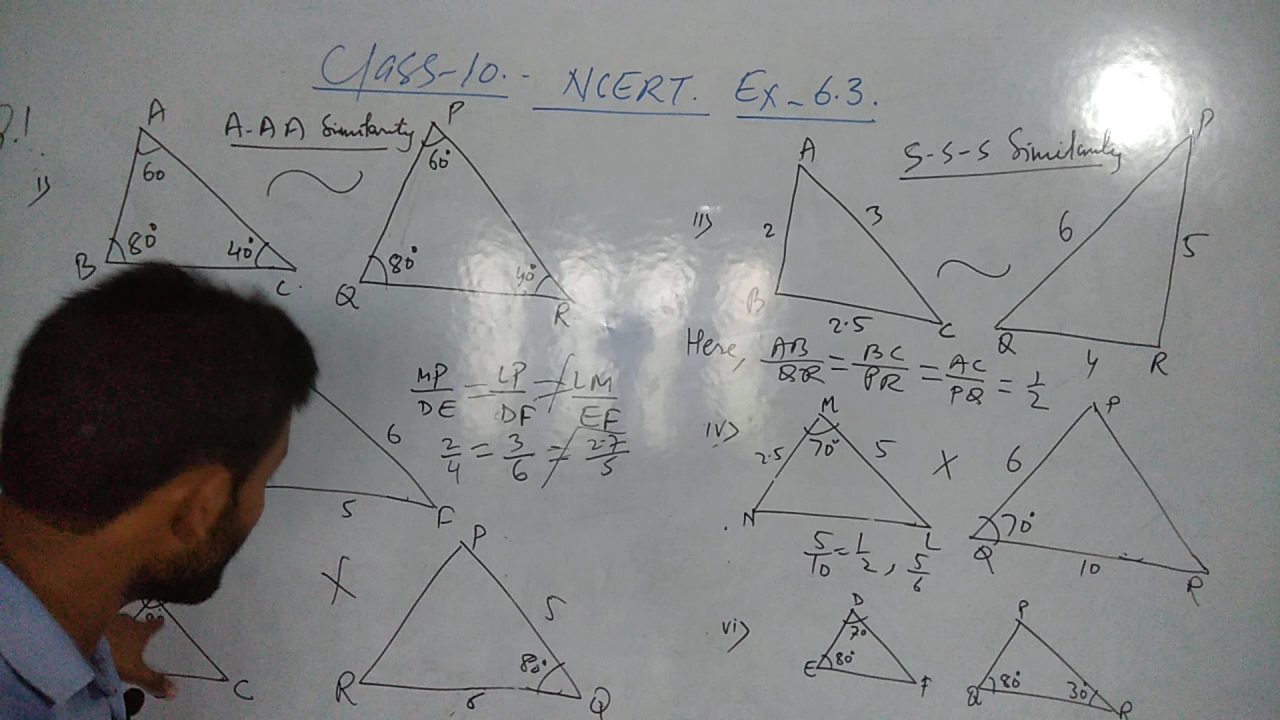 Class-10.- NCERT. Ex-6.3.
A-AA Similarity
i)
A
60
B 80° 40° C.
P
60°
Q 80° 40° R
S-S-S Similarity
ii)
A
2 3
B 2.5 C
P
6 5
Q 4 R
Here, AB/QR = BC/PR = AC/PQ = 1/2
MP/DE = LP/DF ≠ LM/EF
2/4 = 3/6 ≠ 2.7/5
6
5 F
iv)
M
2.5 70° 5
N L
5/10 = 1/2, 5/6
X
P
6
70°
Q 10 R
C
X
P
5
80°
R 6 Q
vi)
D
70
E 80° F
P
Q 80° 30° R